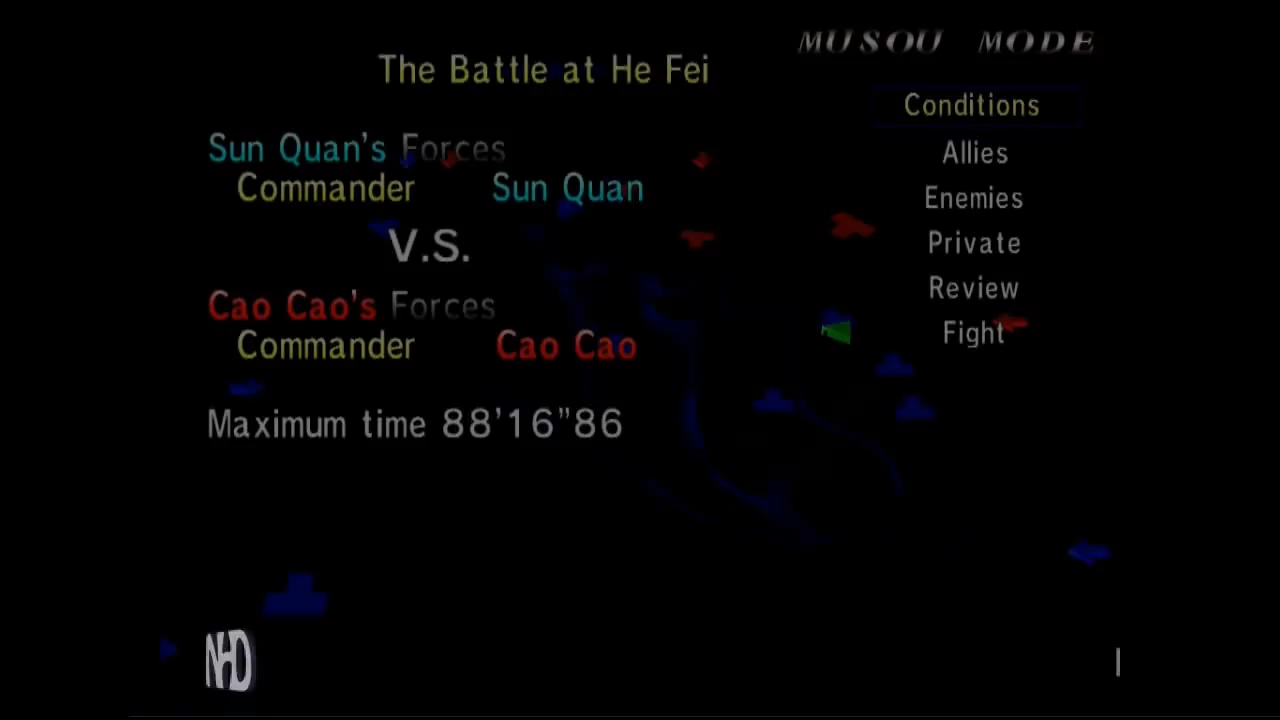 MUSOU MODE
The Battle at He Fei
Conditions
Sun Quan's Forces
Allies
Commander Sun Quan
Enemies
V.S.
Private
Review
Cao Cao's Forces
Fight
Commander Cao Cao
Maximum time 88'16"86
NHD